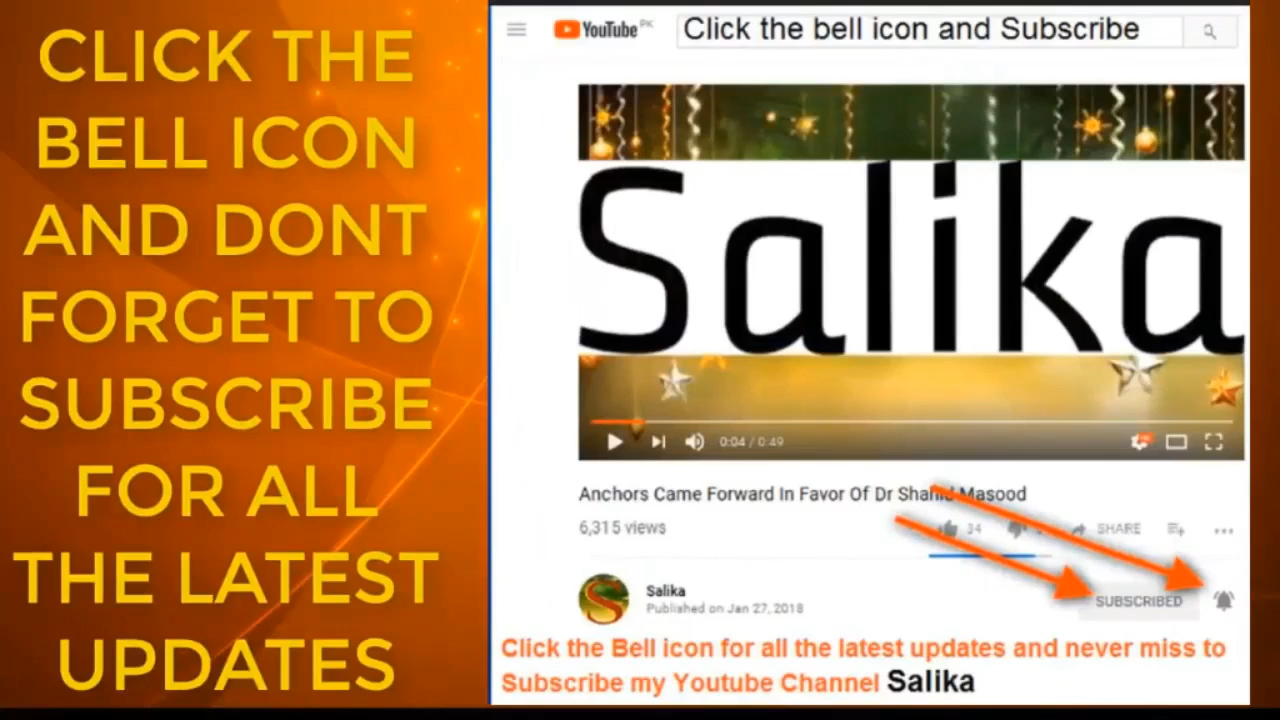 CLICK THE
BELL ICON
AND DONT
FORGET TO
SUBSCRIBE
FOR ALL
THE LATEST
UPDATES
YouTube PK
Click the bell icon and Subscribe
Salika
0:04 / 0:49
Anchors Came Forward In Favor Of Dr Shahid Masood
6,315 views
34
SHARE
S
Salika
Published on Jan 27, 2018
SUBSCRIBED
Click the Bell icon for all the latest updates and never miss to
Subscribe my Youtube Channel Salika